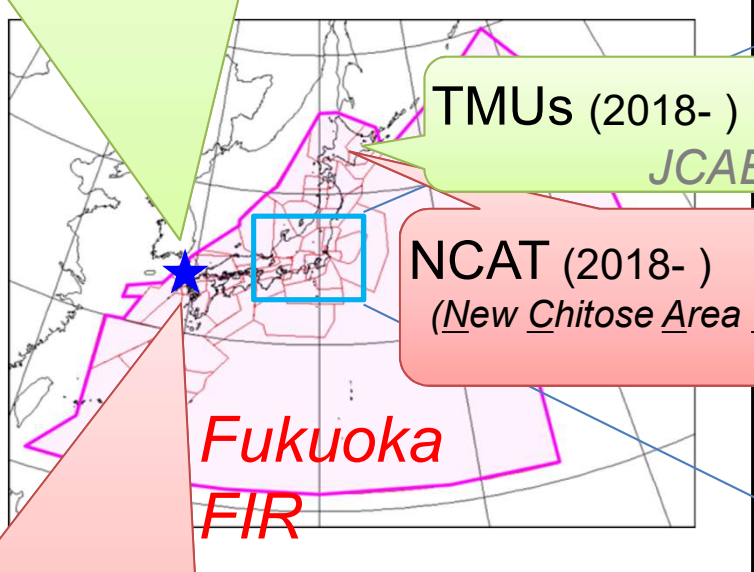 TMUs (2018- )
JCAB
NCAT (2018- )
(New Chitose Area
Fukuoka
FIR